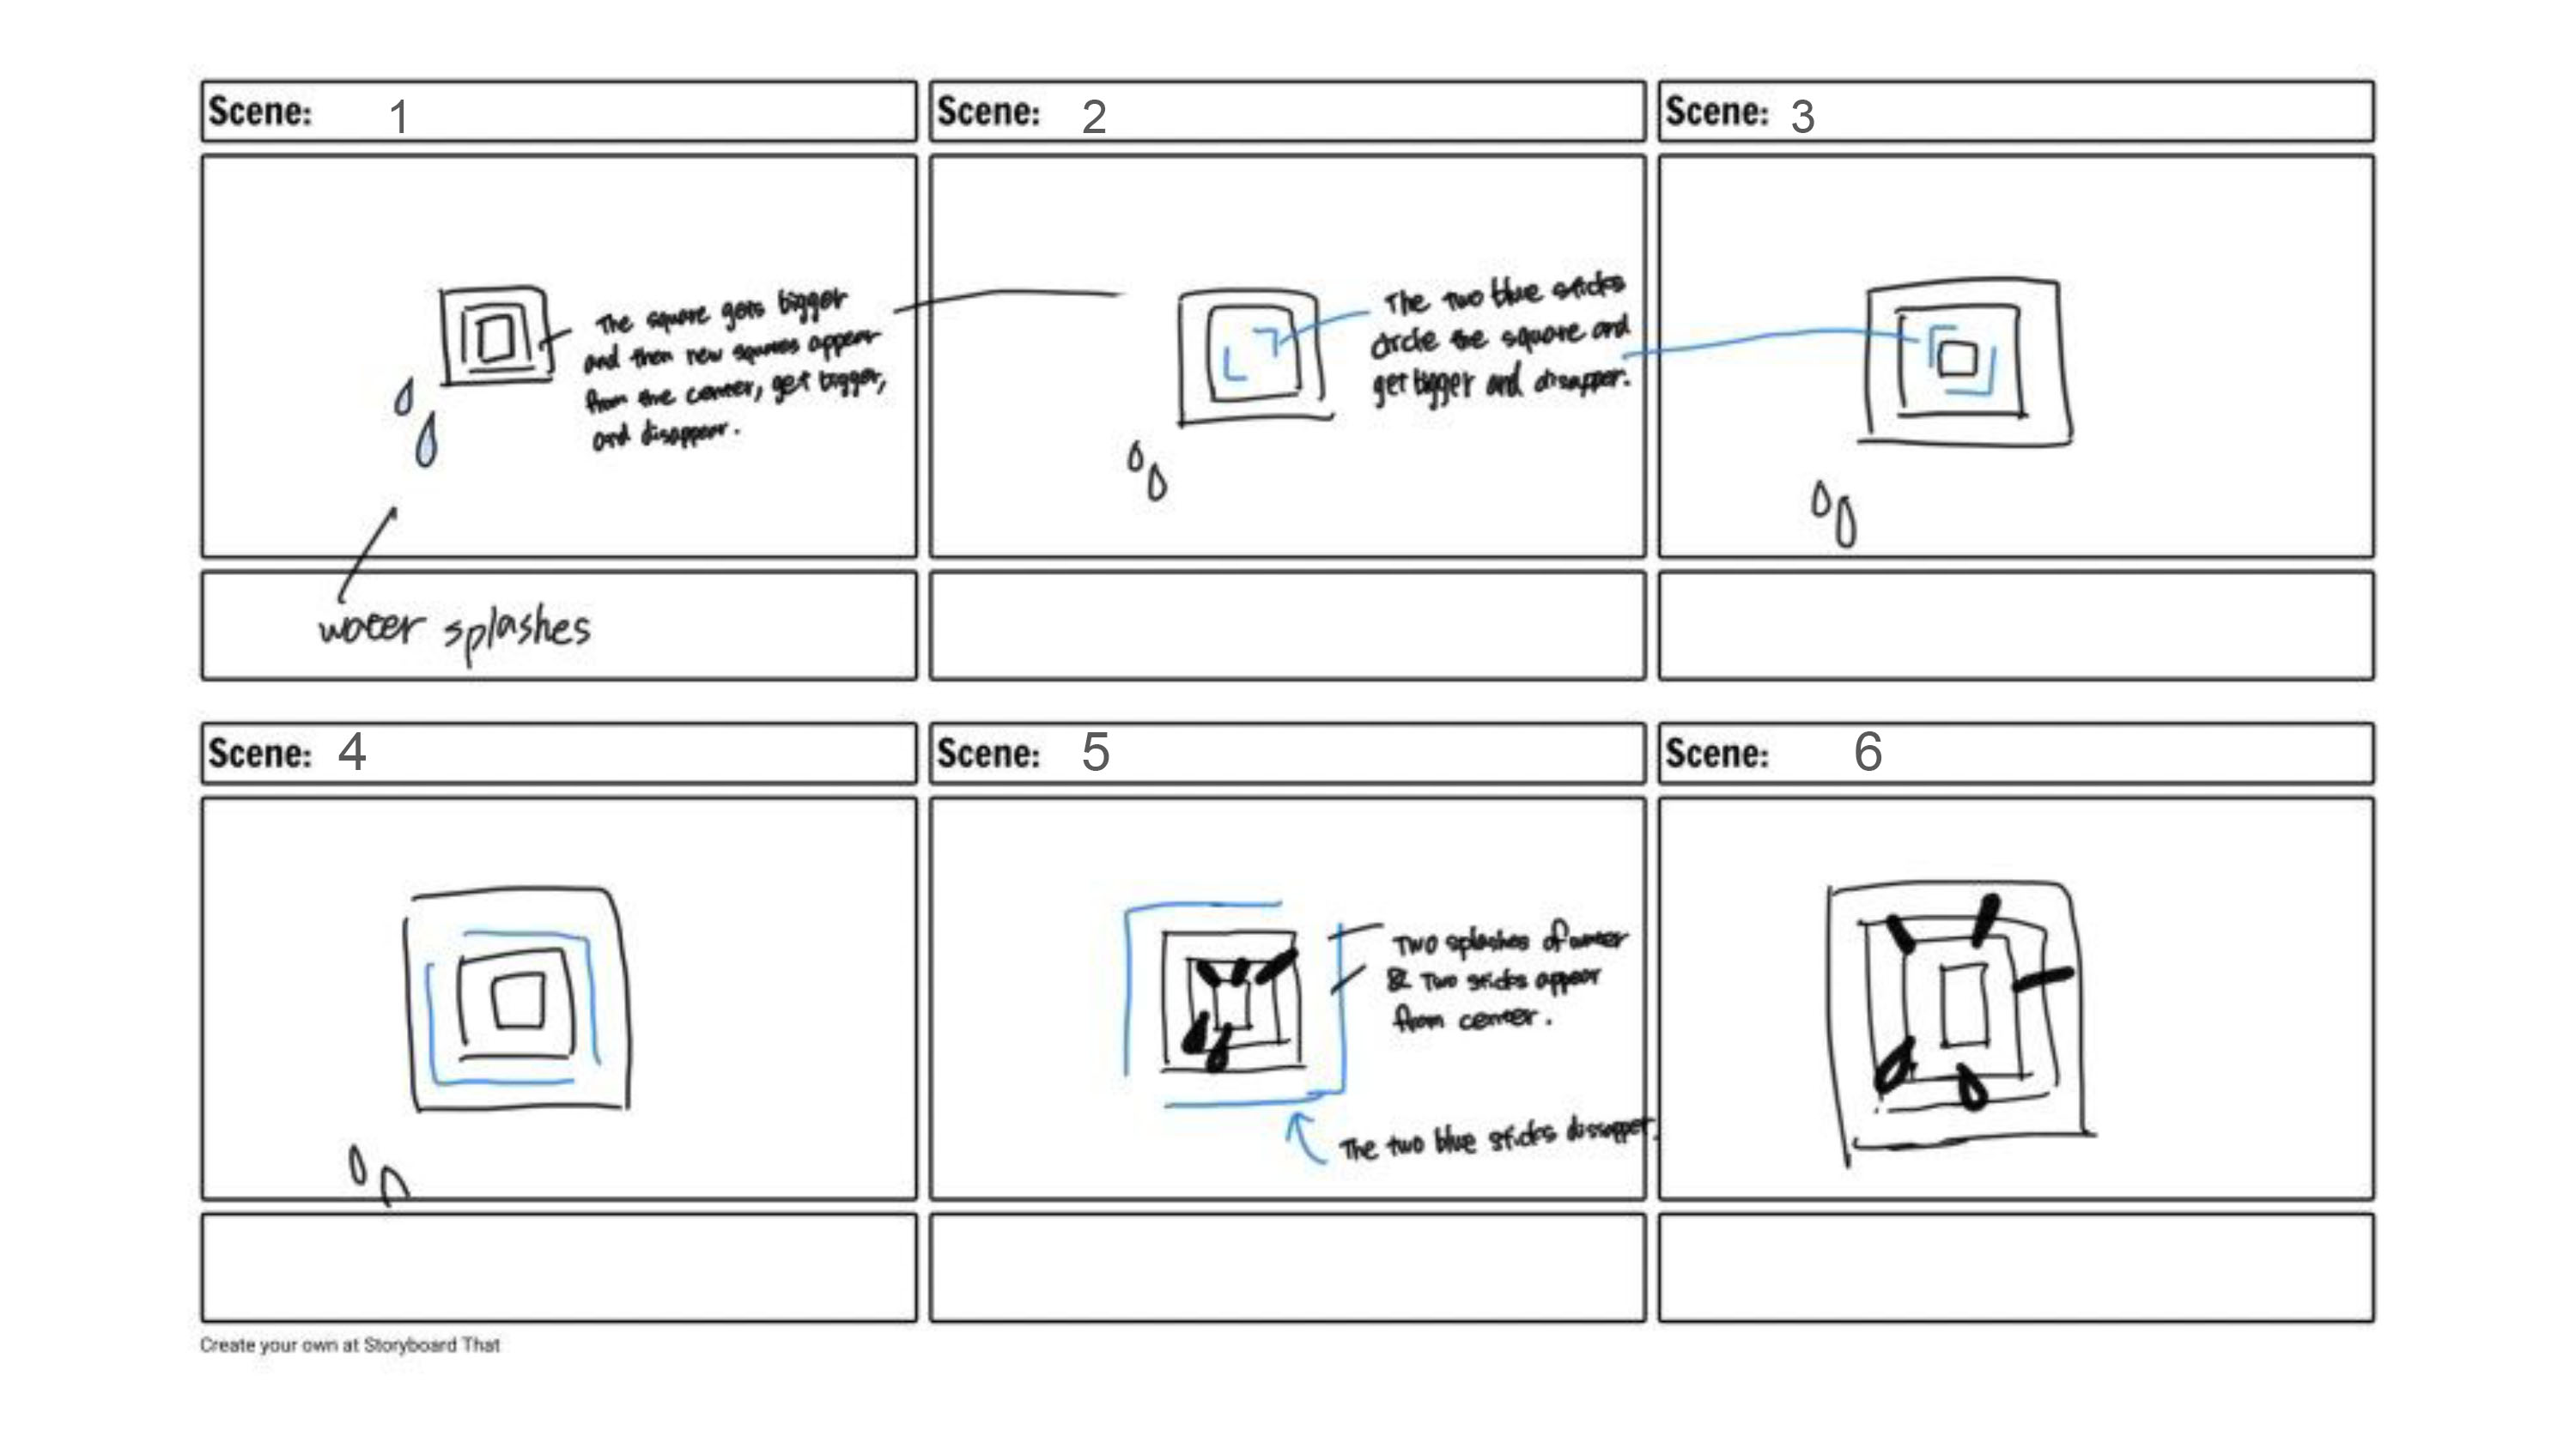 Scene: 1
Scene: 2
Scene: 3
The square gets bigger
and then new squares appear
from the center, get bigger,
and disappear.
The two blue sticks
circle the square and
get bigger and disapper.
water splashes
Scene: 4
Scene: 5
Scene: 6
Two splashes of water
& Two sticks appear
from center.
The two blue sticks dissapper.
Create your own at Storyboard That